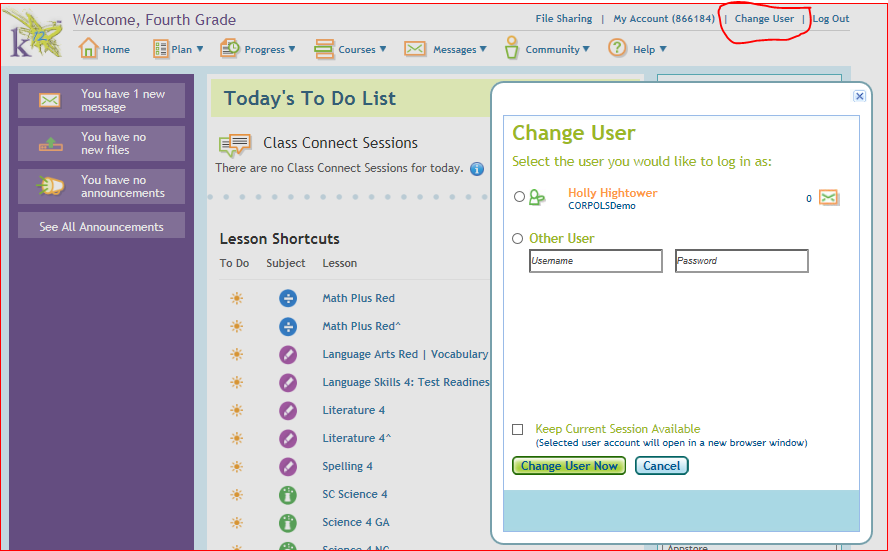 k12
Welcome, Fourth Grade
File Sharing | My Account (866184) | Change User | Log Out
Home Plan Progress Courses Messages Community Help
You have 1 new
message
You have no
new files
You have no
announcements
See All Announcements
Today's To Do List
Class Connect Sessions
There are no Class Connect Sessions for today. i
Lesson Shortcuts
To Do Subject Lesson
Math Plus Red
Math Plus Red^
Language Arts Red | Vocabulary
Language Skills 4: Test Readines
Literature 4
Literature 4^
Spelling 4
SC Science 4
Science 4 GA
Science 4 NC
Change User
Select the user you would like to log in as:
Holly Hightower 0
CORPOLSDemo
Other User
Username Password
Keep Current Session Available
(Selected user account will open in a new browser window)
Change User Now Cancel
Appstore